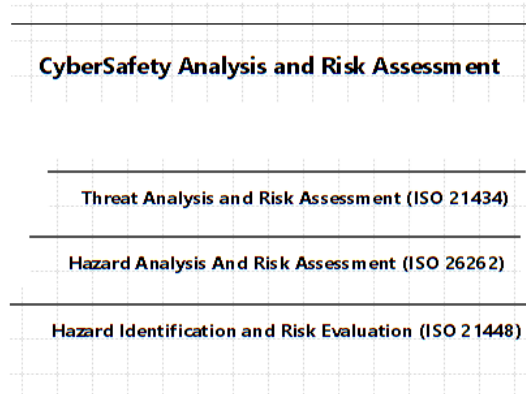 CyberSafety Analysis and Risk Assessment
Threat Analysis and Risk Assessment (ISO 21434)
Hazard Analysis And Risk Assessment (ISO 26262)
Hazard Identification and Risk Evaluation (ISO 21448)